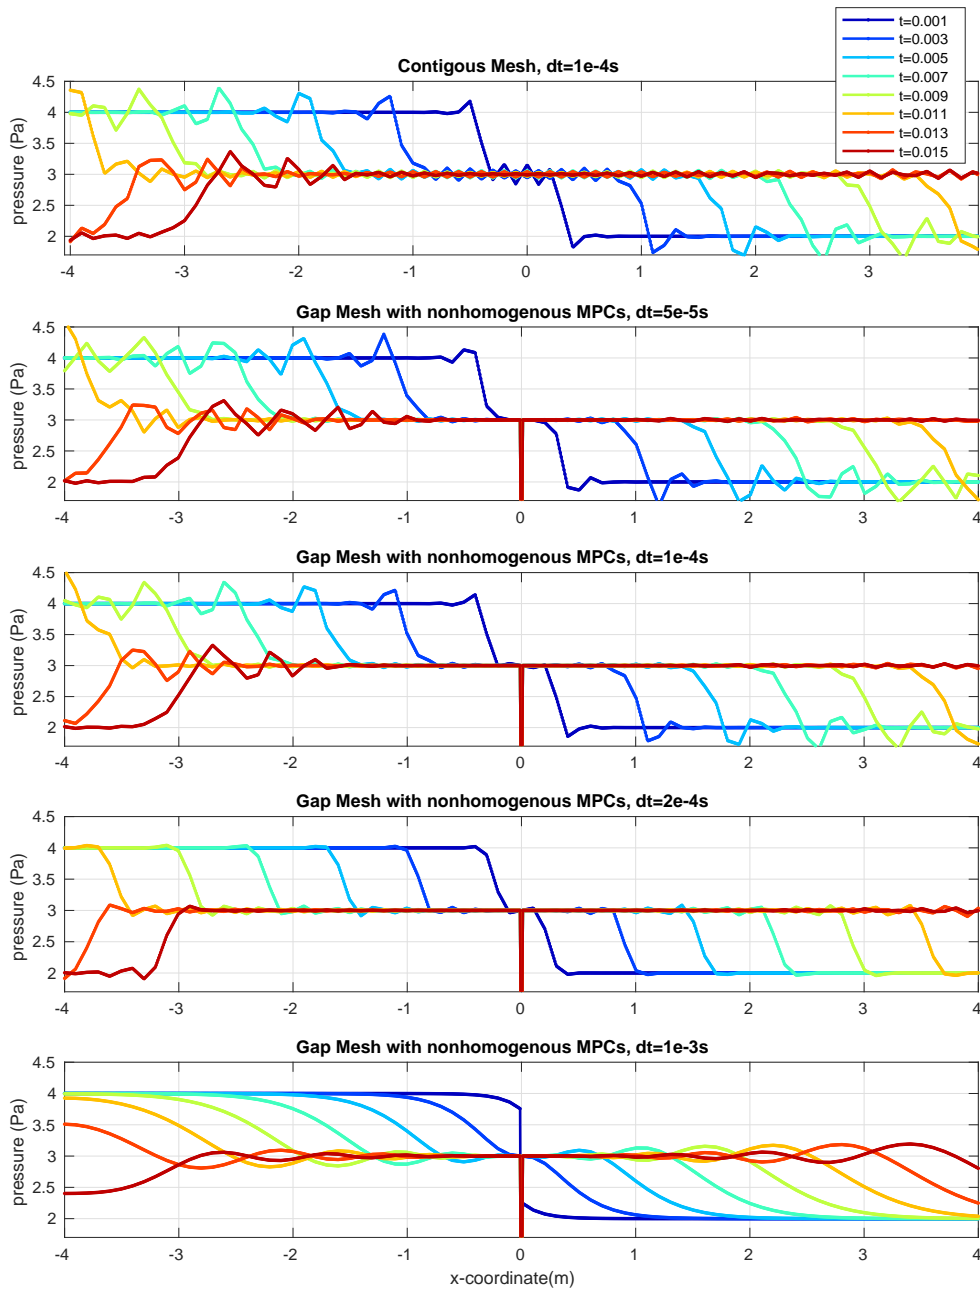 t=0.001
t=0.003
t=0.005
t=0.007
t=0.009
t=0.011
t=0.013
t=0.015
Contigous Mesh, dt=1e-4s
4.5
4
3.5
3
2.5
2
pressure (Pa)
-4 -3 -2 -1 0 1 2 3
Gap Mesh with nonhomogenous MPCs, dt=5e-5s
4.5
4
3.5
3
2.5
2
pressure (Pa)
-4 -3 -2 -1 0 1 2 3 4
Gap Mesh with nonhomogenous MPCs, dt=1e-4s
4.5
4
3.5
3
2.5
2
pressure (Pa)
-4 -3 -2 -1 0 1 2 3 4
Gap Mesh with nonhomogenous MPCs, dt=2e-4s
4.5
4
3.5
3
2.5
2
pressure (Pa)
-4 -3 -2 -1 0 1 2 3 4
Gap Mesh with nonhomogenous MPCs, dt=1e-3s
4.5
4
3.5
3
2.5
2
pressure (Pa)
-4 -3 -2 -1 0 1 2 3 4
x-coordinate(m)